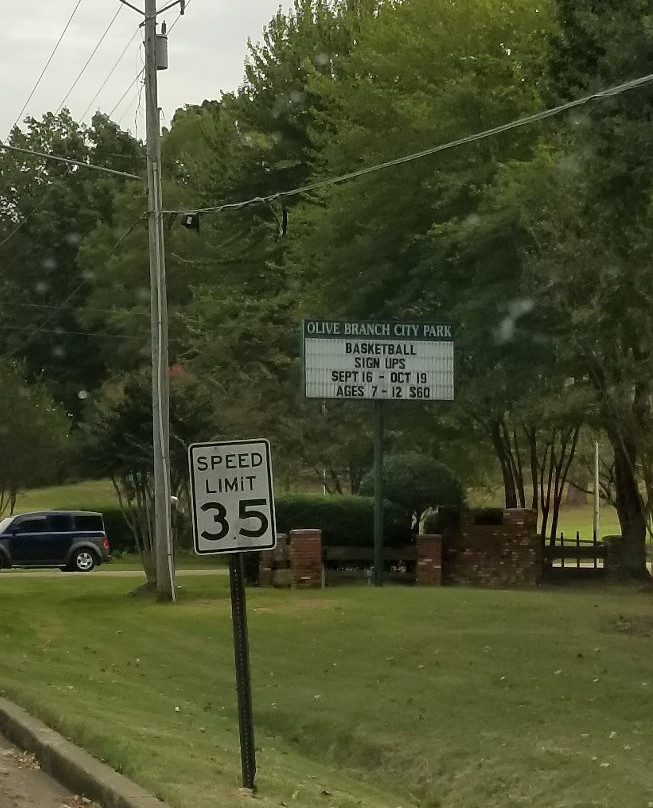 OLIVE BRANCH CITY PARK
BASKETBALL
SIGN UPS
SEPT 16 - OCT 19
AGES 7 - 12 $60
SPEED
LIMIT
35